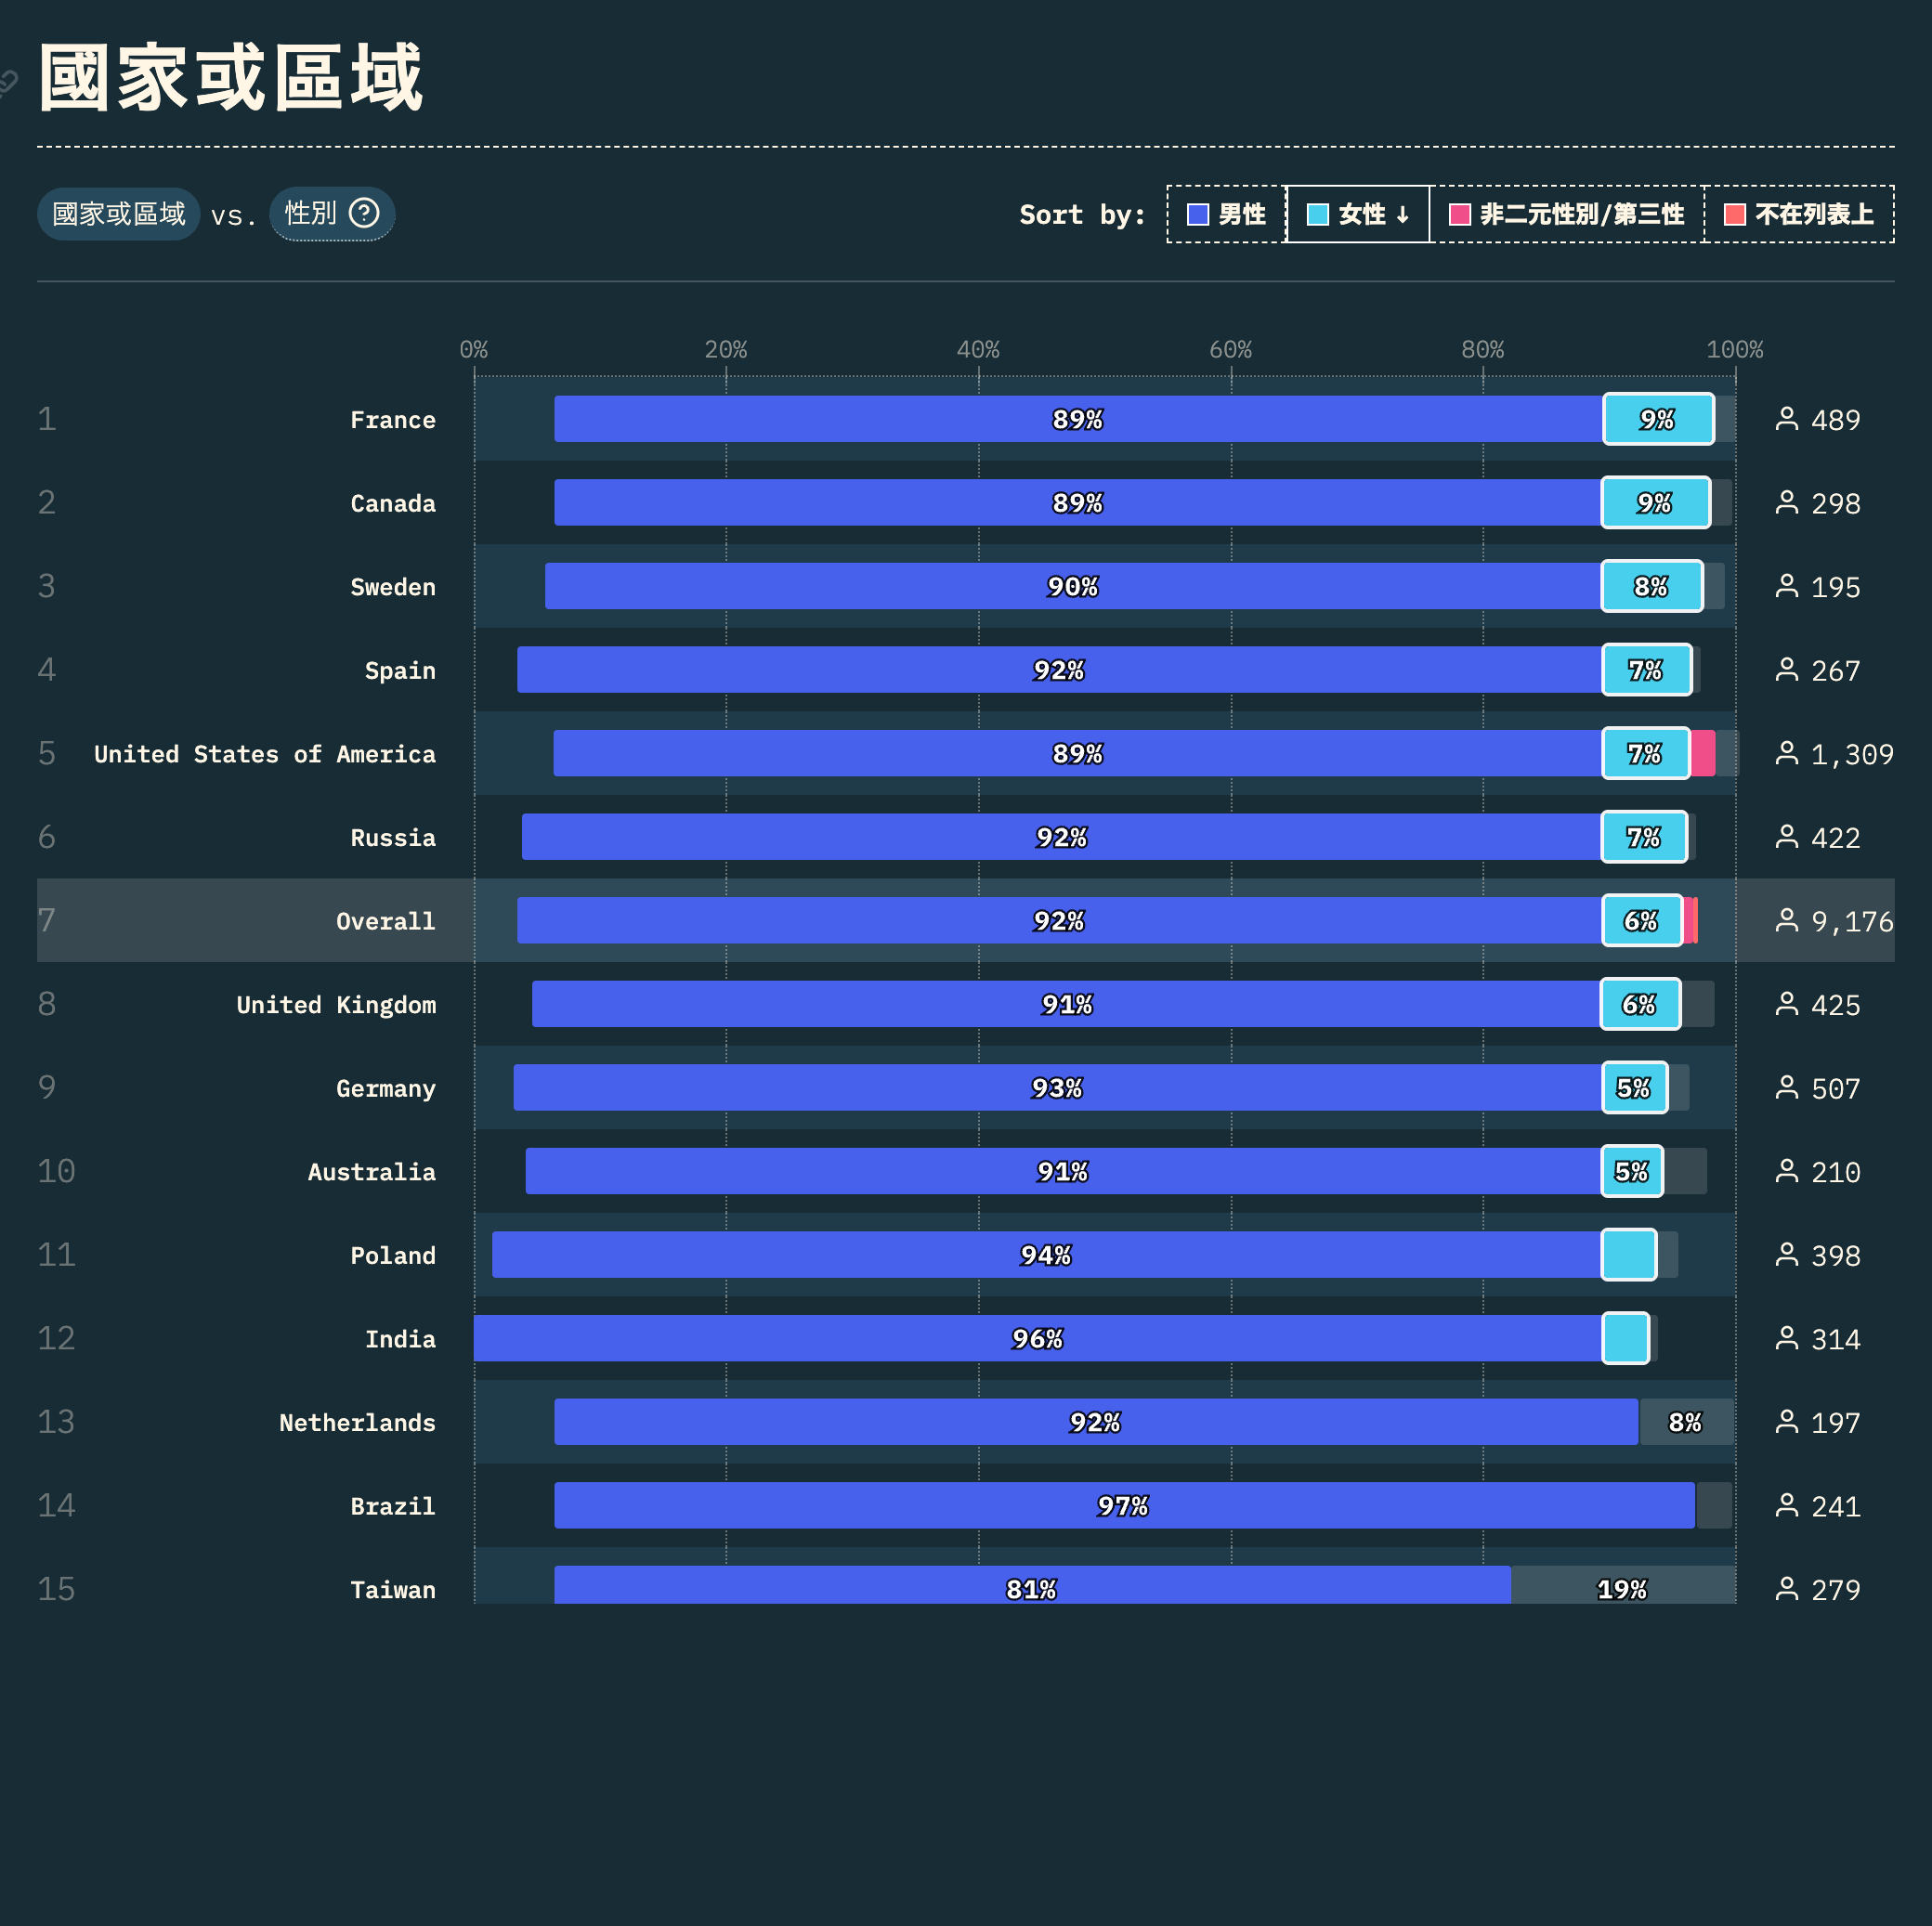 國家或區域
國家或區域 vs. 性別 ?
Sort by: 男性 女性 ↓ 非二元性別/第三性 不在列表上
0% 20% 40% 60% 80% 100%
1 France 89% 9% 489
2 Canada 89% 9% 298
3 Sweden 90% 8% 195
4 Spain 92% 7% 267
5 United States of America 89% 7% 1,309
6 Russia 92% 7% 422
7 Overall 92% 6% 9,176
8 United Kingdom 91% 6% 425
9 Germany 93% 5% 507
10 Australia 91% 5% 210
11 Poland 94% 398
12 India 96% 314
13 Netherlands 92% 8% 197
14 Brazil 97% 241
15 Taiwan 81% 19% 279